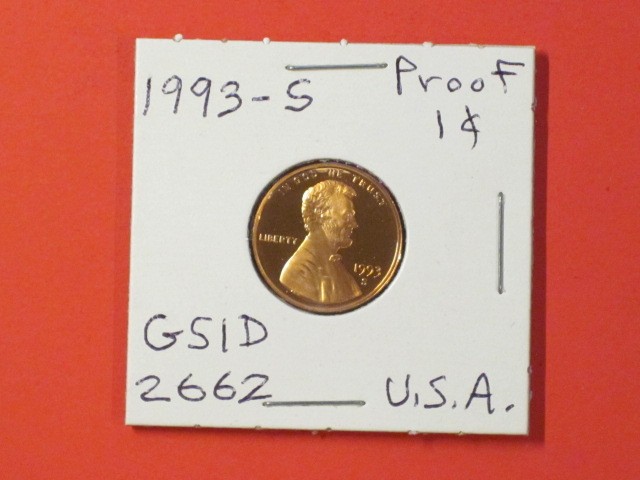 1993-S
Proof
1¢
IN GOD WE TRUST
LIBERTY
1993
S
GSID
2662
U.S.A.